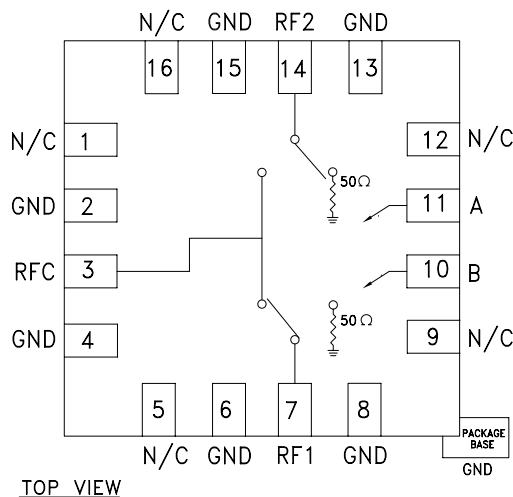 N/C GND RF2 GND
16 15 14 13
N/C 1 12 N/C
50Ω
GND 2 11 A
RFC 3 10 B
50Ω
GND 4 9 N/C
5 6 7 8
N/C GND RF1 GND
PACKAGE
BASE
GND
TOP VIEW